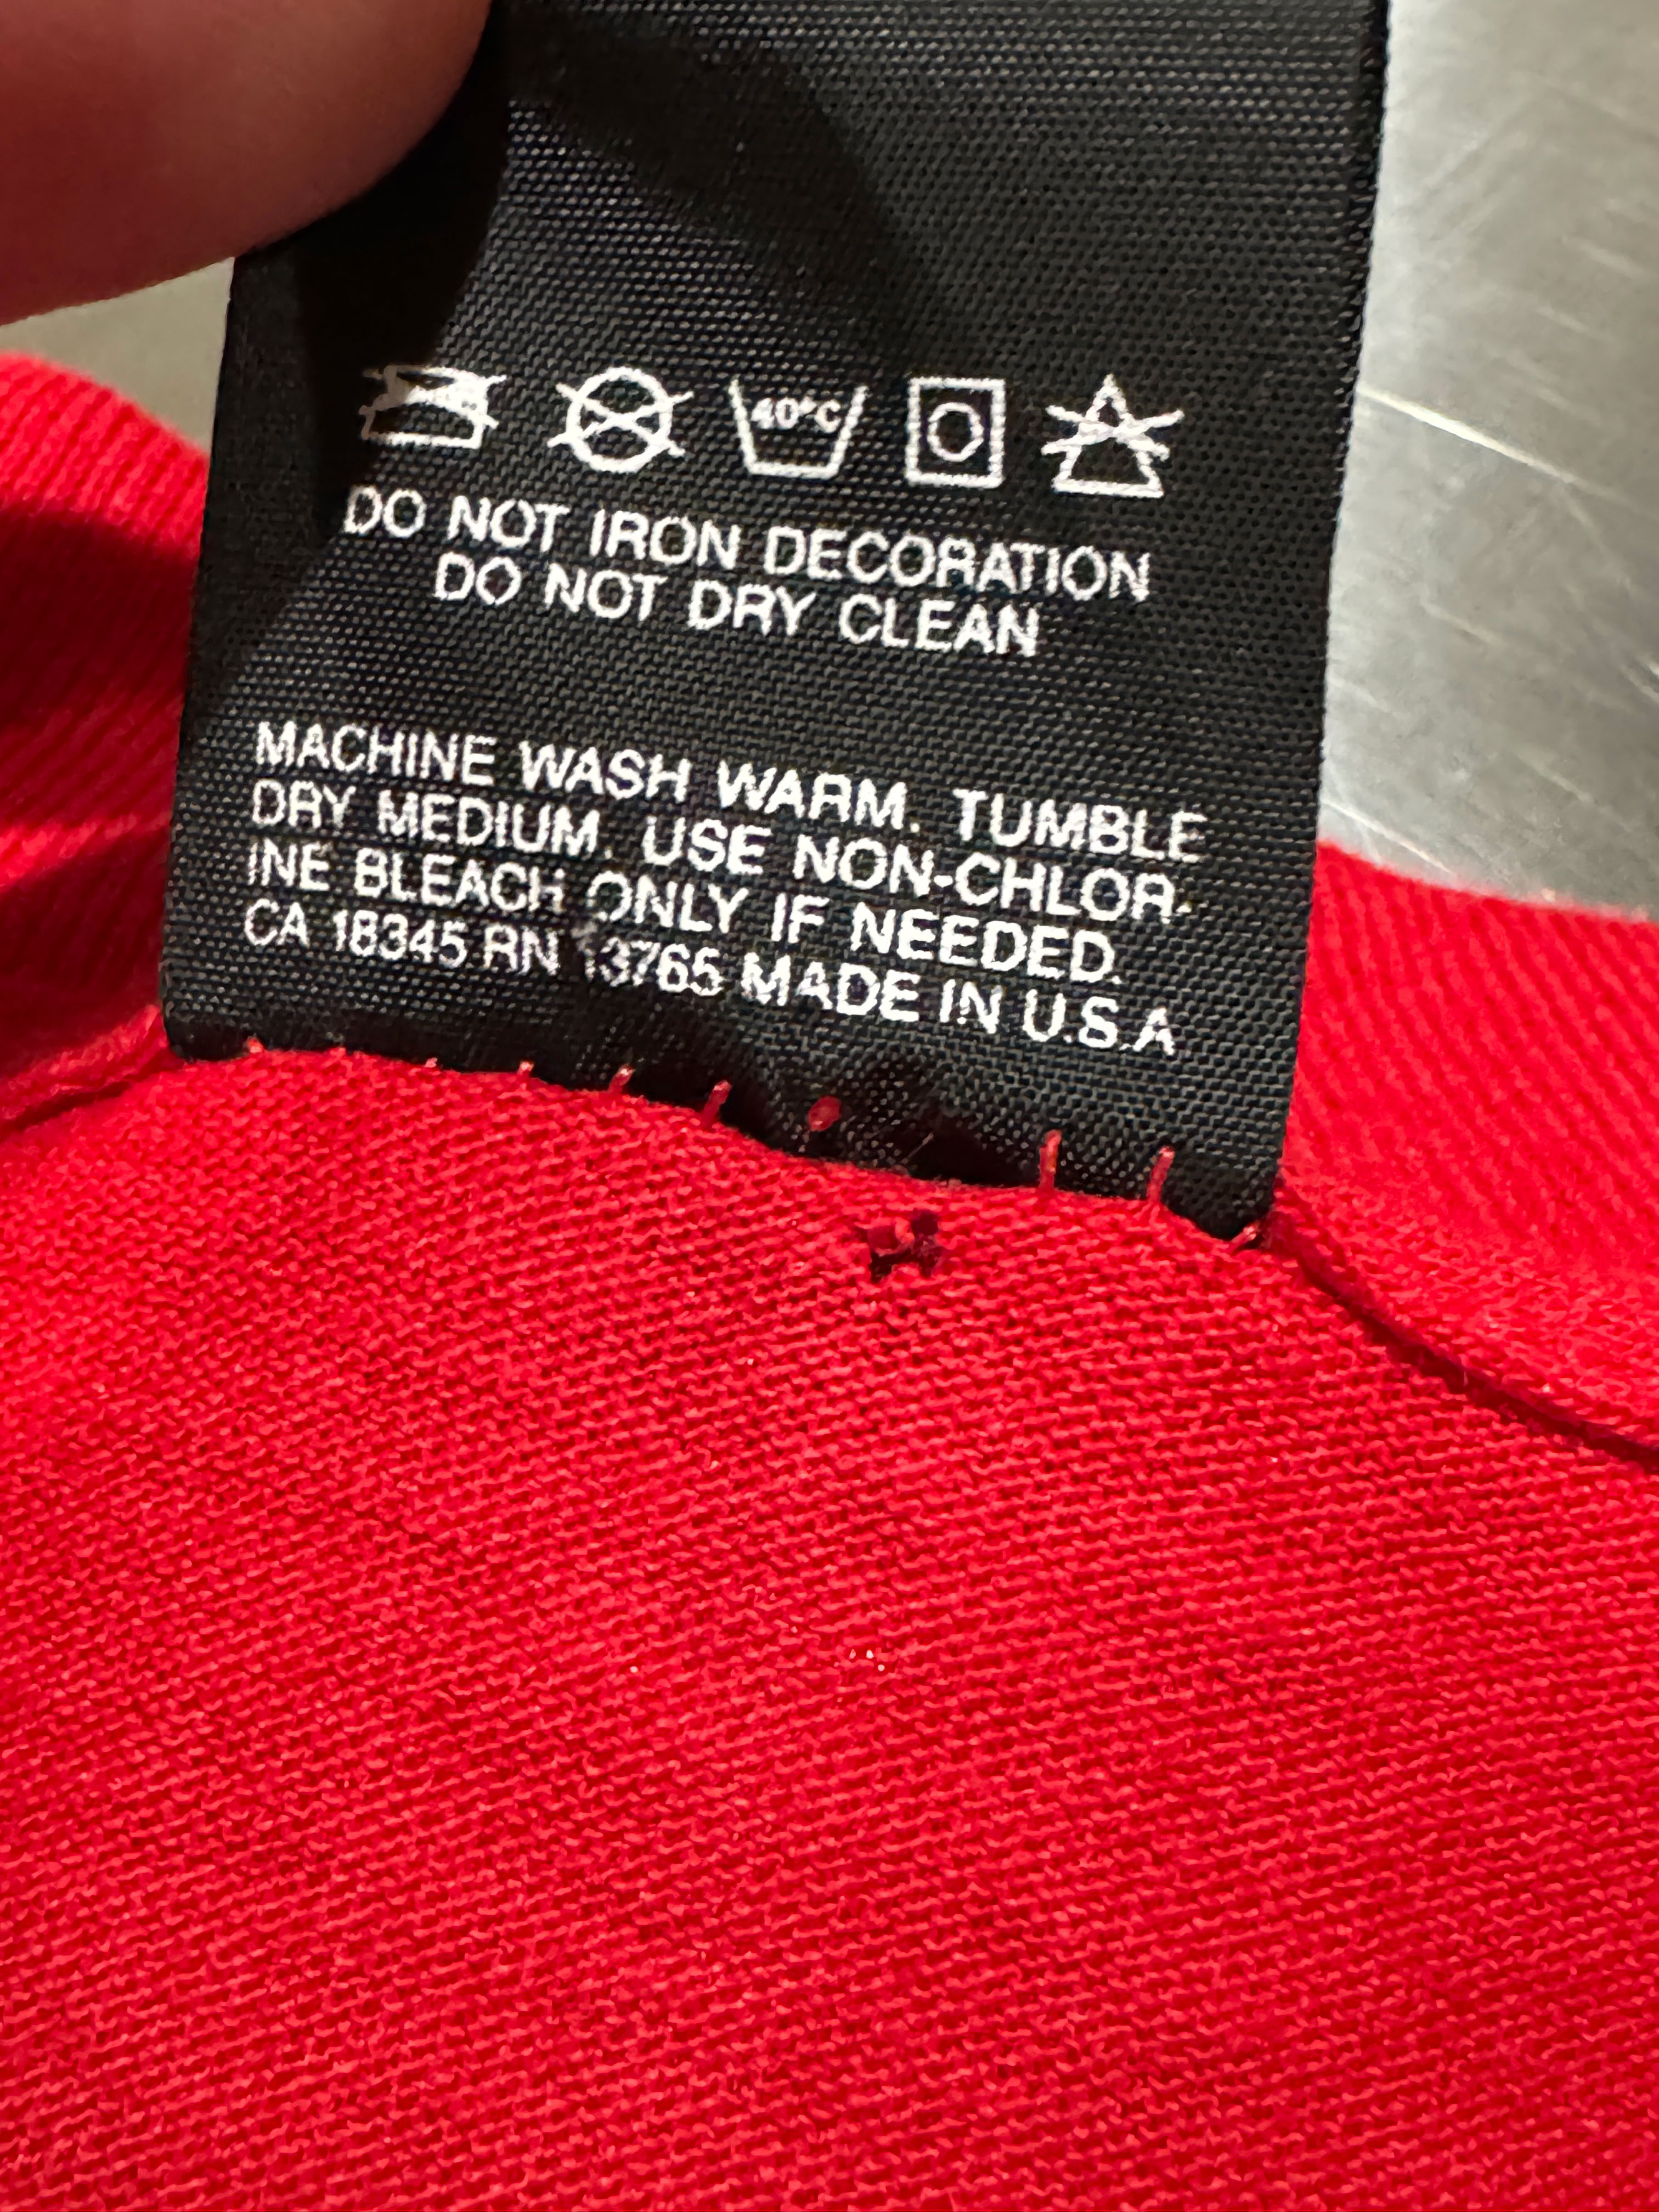 40°C
DO NOT IRON DECORATION
DO NOT DRY CLEAN
MACHINE WASH WARM. TUMBLE
DRY MEDIUM. USE NON-CHLOR-
INE BLEACH ONLY IF NEEDED.
CA 18345 RN 13765 MADE IN U.S.A